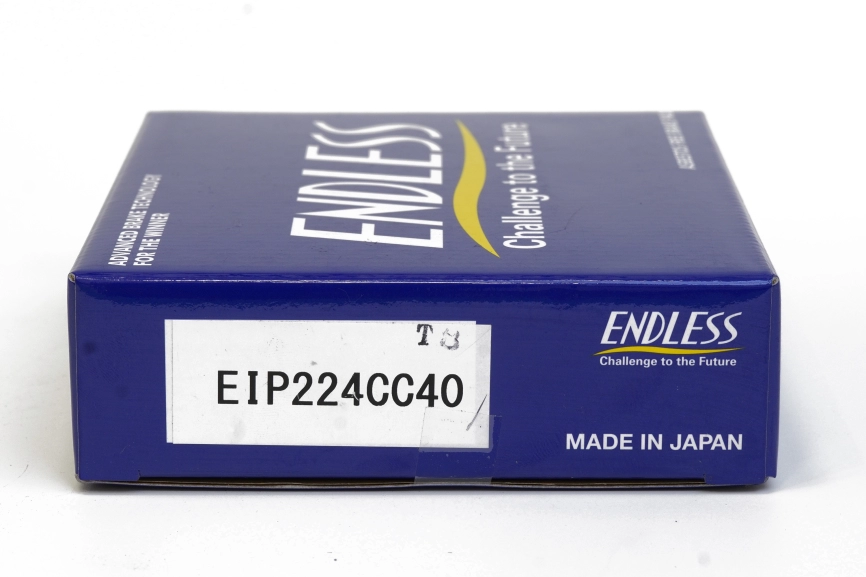 ADVANCED BRAKE TECHNOLOGY
FOR THE WINNER
ENDLESS
Challenge to the Future
T 8
EIP224CC40
ENDLESS
Challenge to the Future
MADE IN JAPAN